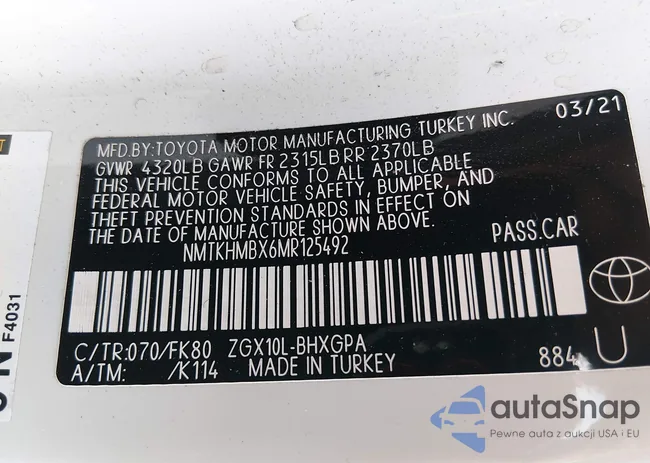 MFD.BY:TOYOTA MOTOR MANUFACTURING TURKEY INC. 03/21
GVWR 4320LB GAWR FR 2315LB RR 2370LB
THIS VEHICLE CONFORMS TO ALL APPLICABLE
FEDERAL MOTOR VEHICLE SAFETY, BUMPER, AND
THEFT PREVENTION STANDARDS IN EFFECT ON
THE DATE OF MANUFACTURE SHOWN ABOVE.
NMTKHMBX6MR125492 PASS.CAR
C/TR:070/FK80 ZGX10L-BHXGPA
A/TM: /K114 MADE IN TURKEY 884 U
F4031
autaSnap
Pewne auta z aukcji USA i EU